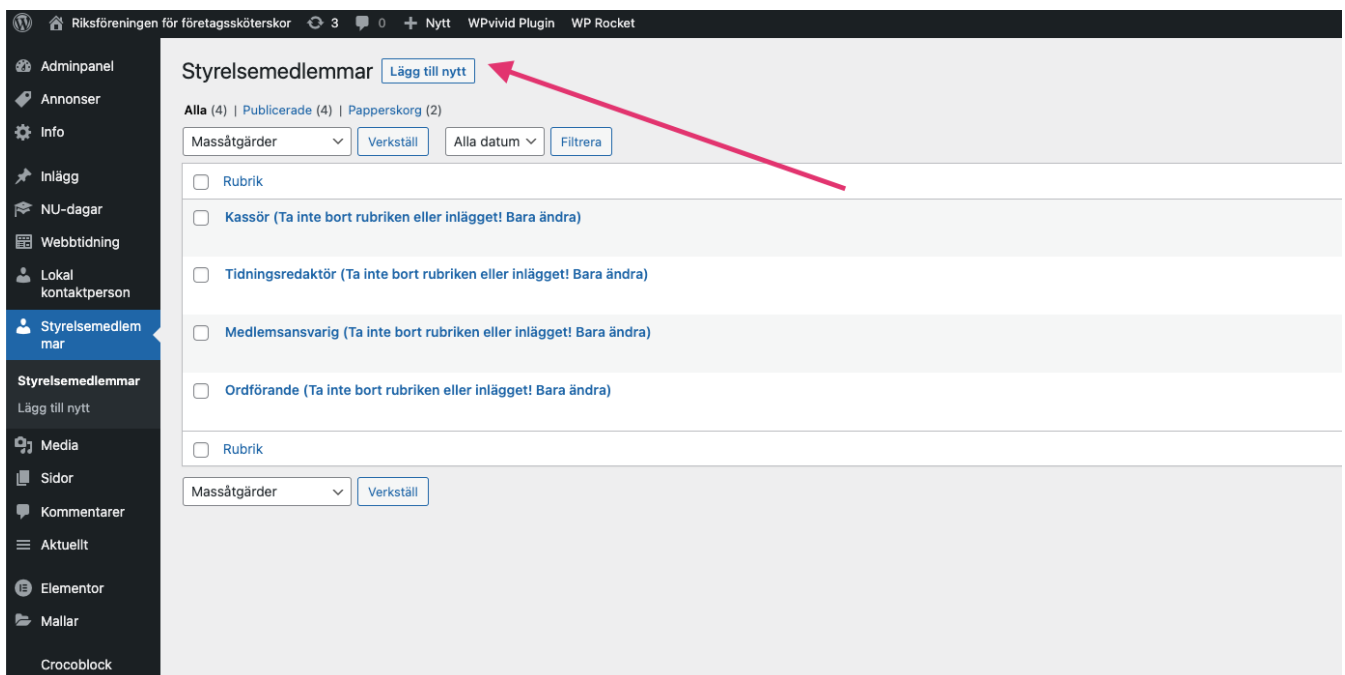 Riksföreningen för företagssköterskor 3 0 + Nytt WPvivid Plugin WP Rocket
Adminpanel
Annonser
Info
Inlägg
NU-dagar
Webbtidning
Lokal
kontaktperson
Styrelsemedlem
mar
Styrelsemedlemmar
Lägg till nytt
Media
Sidor
Kommentarer
Aktuellt
Elementor
Mallar
Crocoblock
Styrelsemedlemmar Lägg till nytt
Alla (4) | Publicerade (4) | Papperskorg (2)
Massåtgärder Verkställ Alla datum Filtrera
Rubrik
Kassör (Ta inte bort rubriken eller inlägget! Bara ändra)
Tidningsredaktör (Ta inte bort rubriken eller inlägget! Bara ändra)
Medlemsansvarig (Ta inte bort rubriken eller inlägget! Bara ändra)
Ordförande (Ta inte bort rubriken eller inlägget! Bara ändra)
Rubrik
Massåtgärder Verkställ